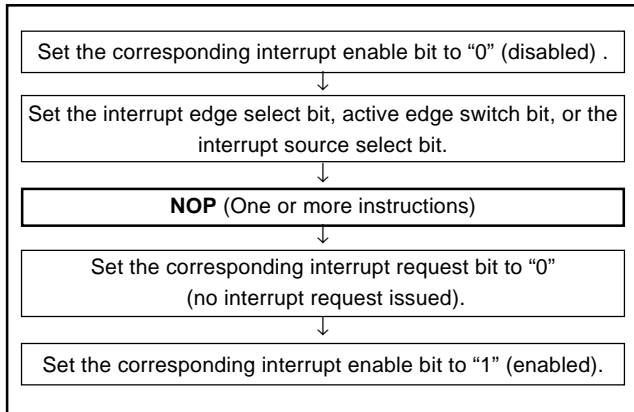 Set the corresponding interrupt enable bit to “0” (disabled) .
↓
Set the interrupt edge select bit, active edge switch bit, or the
interrupt source select bit.
↓
NOP (One or more instructions)
↓
Set the corresponding interrupt request bit to “0”
(no interrupt request issued).
↓
Set the corresponding interrupt enable bit to “1” (enabled).